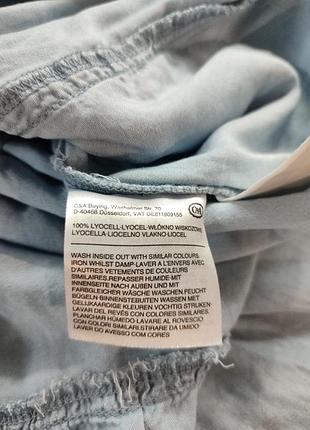 C&A Buying, Wanheimer Str. 70
D-40468 Düsseldorf, VAT DE811809155
CM
100% LYOCELL-LYOCEL-WŁÓKNO WISKOZOWE
LYOCELLA-LIOCELNO VLAKNO-LIOCEL
WASH INSIDE OUT WITH SIMILAR COLOURS
IRON WHILST DAMP-LAVER A L'ENVERS AVEC
D'AUTRES VETEMENTS DE COULEURS
SIMILAIRES.REPASSER HUMIDE-MIT
INNENSEITE NACH AUßEN UND MIT
FARBGLEICHER WÄSCHE WASCHEN.FEUCHT
BÜGELN BINNENSTEBUITEN WASSEN MET
GELIJKAARDIGE KLEUREN VOCHTIG STRIJKEN-
LAVAR DEL REVÉS CON COLORES SIMILARES.
PLANCHAR HÚMEDO-LAVARE AL ROVESCIO
CON COLORI SIMILARI.STIRARE DA UMIDO
LAVAR DO AVESSO COM CORES